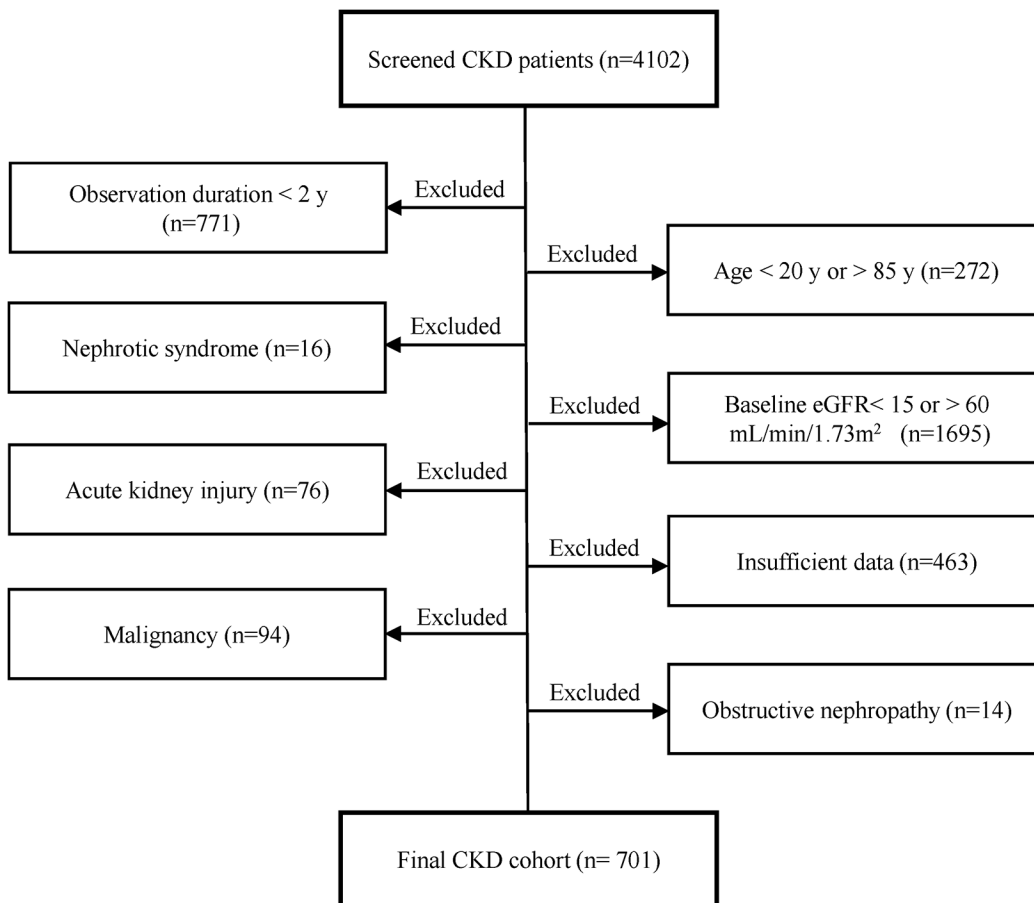 Screened CKD patients (n=4102)
Observation duration < 2 y
(n=771)
Excluded
Excluded
Age < 20 y or > 85 y (n=272)
Nephrotic syndrome (n=16)
Excluded
Excluded
Baseline eGFR< 15 or > 60
mL/min/1.73m² (n=1695)
Acute kidney injury (n=76)
Excluded
Excluded
Insufficient data (n=463)
Malignancy (n=94)
Excluded
Excluded
Obstructive nephropathy (n=14)
Final CKD cohort (n= 701)